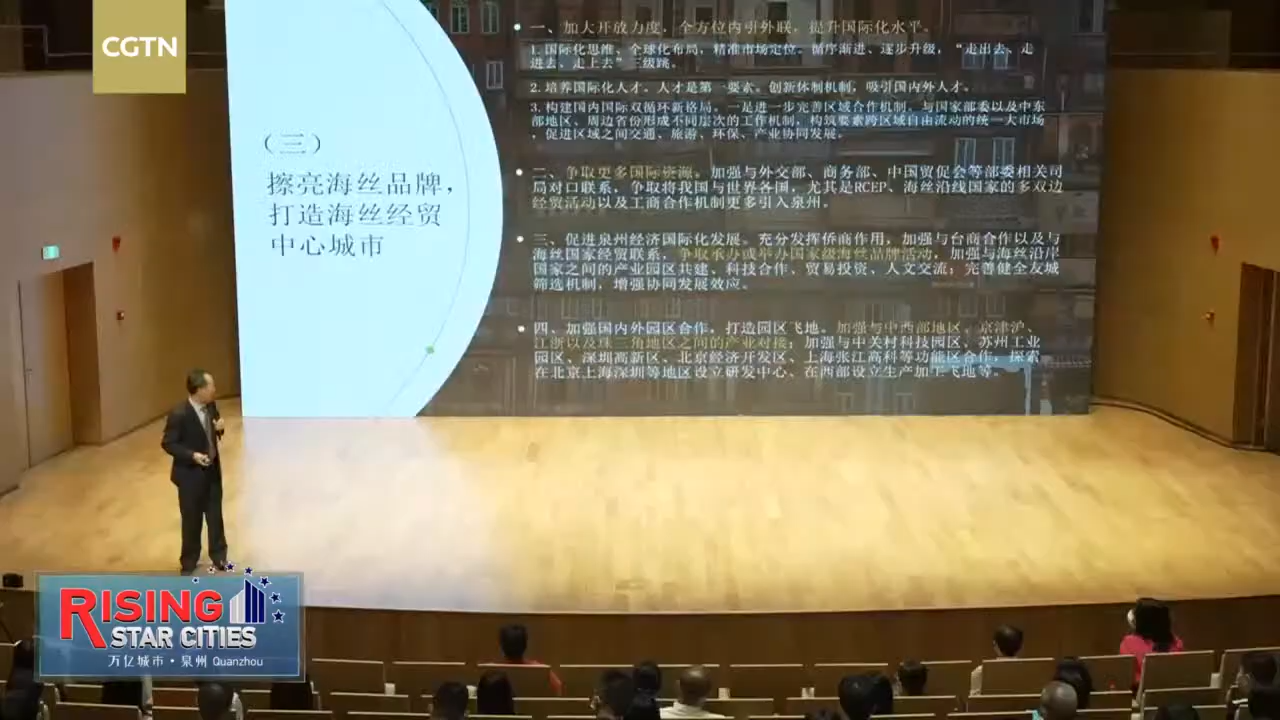 CGTN
(三)
擦亮海丝品牌，
打造海丝经贸
中心城市
一、加大开放力度，全方位内引外联，提升国际化水平。
1.国际化思维、全球化布局，精准市场定位。循序渐进、逐步升级，“走出去、走
进去、走上去”三级跳。
2.培养国际化人才。人才是第一要素。创新体制机制，吸引国内外人才。
3.构建国内国际双循环新格局。一是进一步完善区域合作机制，与国家部委以及中东
部地区、周边省份形成不同层次的工作机制，构筑要素跨区域自由流动的统一大市场
，促进区域之间交通、旅游、环保、产业协同发展。
二、争取更多国际资源。加强与外交部、商务部、中国贸促会等部委相关司
局对口联系，争取将我国与世界各国，尤其是RCEP、海丝沿线国家的多双边
经贸活动以及工商合作机制更多引入泉州。
三、促进泉州经济国际化发展。充分发挥侨商作用，加强与台商合作以及与
海丝国家经贸联系，争取承办或举办国家级海丝品牌活动，加强与海丝沿岸
国家之间的产业园区共建、科技合作、贸易投资、人文交流；完善健全友城
筛选机制，增强协同发展效应。
四、加强国内外园区合作，打造园区飞地。加强与中西部地区、京津沪、
江浙以及珠三角地区之间的产业对接；加强与中关村科技园区、苏州工业
园区、深圳高新区、北京经济开发区、上海张江高科等功能区合作，探索
在北京上海深圳等地区设立研发中心、在西部设立生产加工飞地等。
RISING
STAR CITIES
万亿城市·泉州 Quanzhou